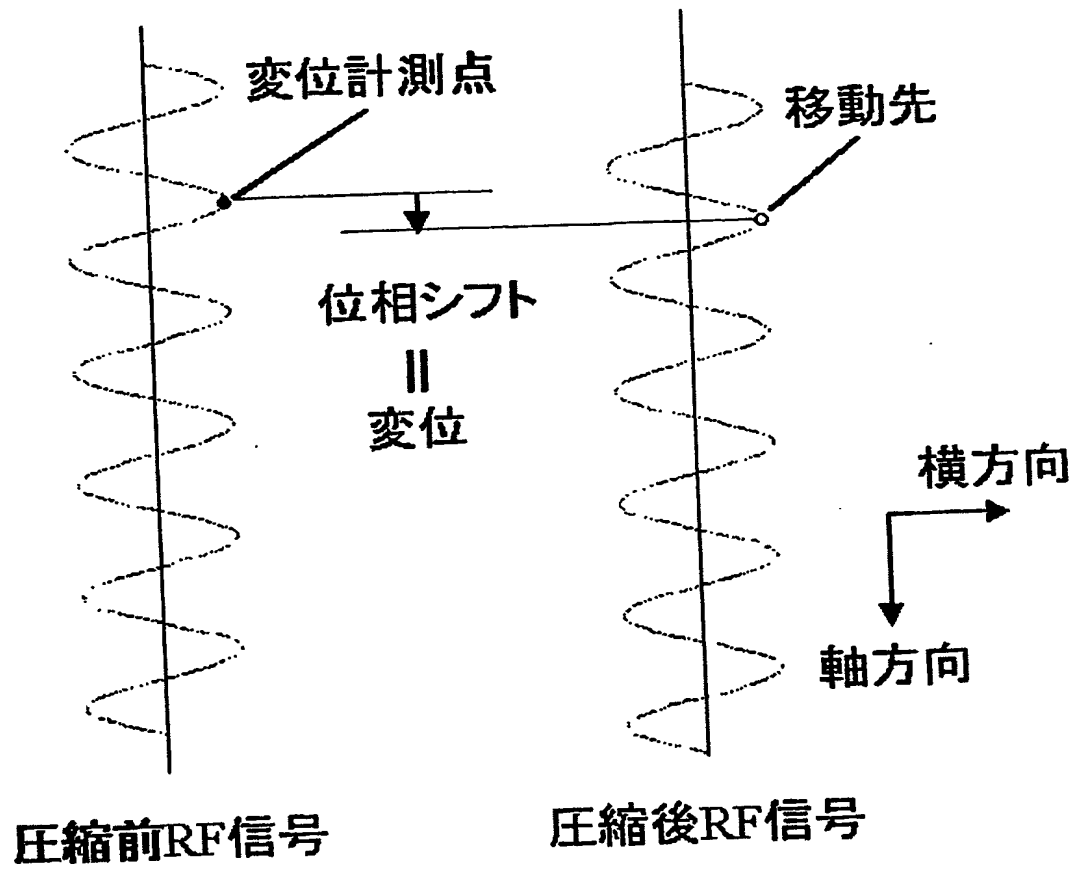 変位計測点
移動先
位相シフト
=
変位
横方向
軸方向
圧縮前RF信号
圧縮後RF信号